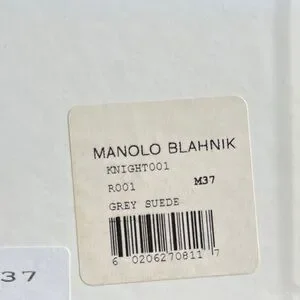 MANOLO BLAHNIK
KNIGHT001
R001 M37
GREY SUEDE
6 0206270811 7
37